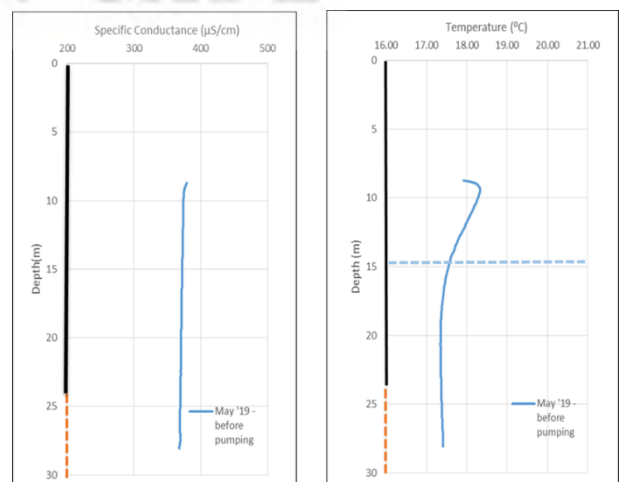 Specific Conductance (µS/cm)
200 300 400 500
0
5
10
15
20
25
30
Depth(m)
May '19 -
before
pumping
Temperature (⁰C)
16.00 17.00 18.00 19.00 20.00 21.00
0
5
10
15
20
25
30
Depth (m)
May '19 -
before
pumping